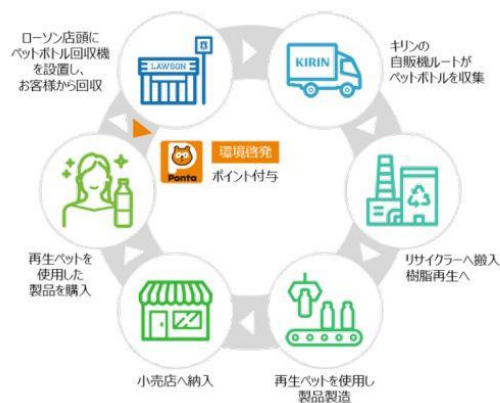 ローソン店頭に
ペットボトル回収機
を設置し、
お客様から回収
LAWSON
KIRIN
キリンの
自販機ルートが
ペットボトルを収集
環境啓発
Ponta
ポイント付与
再生ペットを
使用した
製品を購入
リサイクラーへ搬入
樹脂再生へ
小売店へ納入
再生ペットを使用し
製品製造